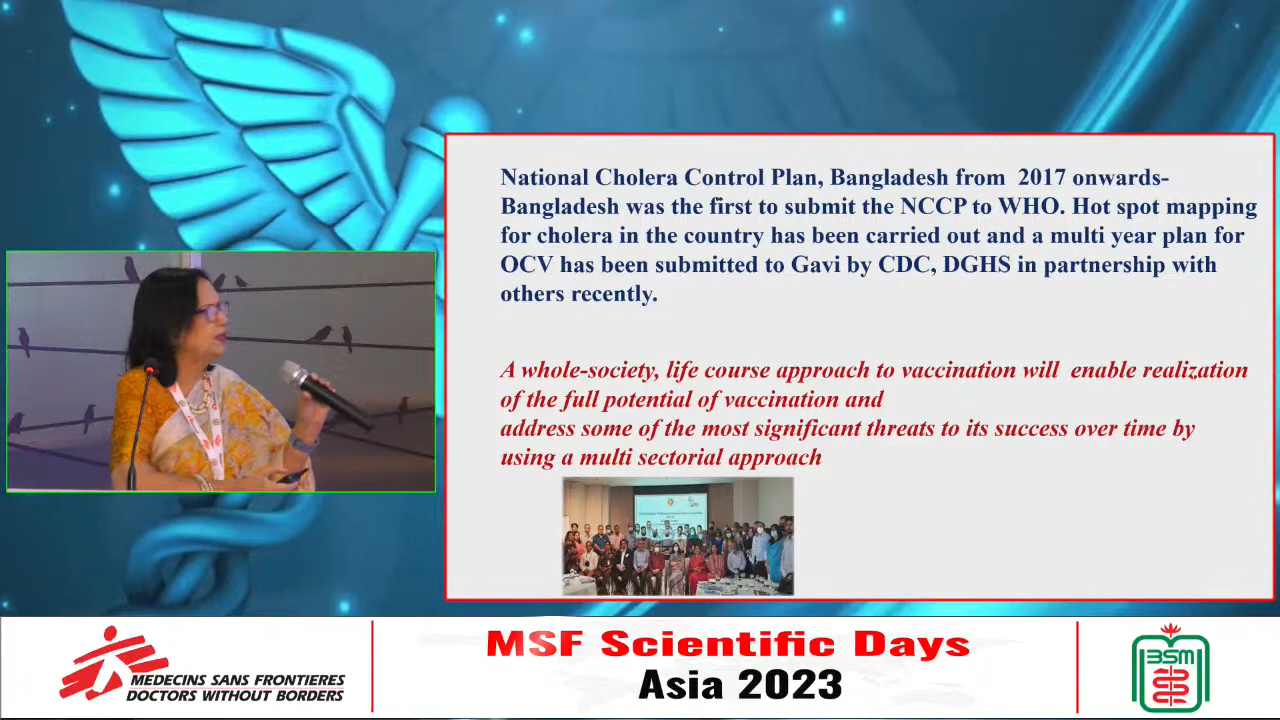 National Cholera Control Plan, Bangladesh from 2017 onwards-
Bangladesh was the first to submit the NCCP to WHO. Hot spot mapping
for cholera in the country has been carried out and a multi year plan for
OCV has been submitted to Gavi by CDC, DGHS in partnership with
others recently.
A whole-society, life course approach to vaccination will enable realization
of the full potential of vaccination and
address some of the most significant threats to its success over time by
using a multi sectorial approach
MEDECINS SANS FRONTIERES
DOCTORS WITHOUT BORDERS
MSF Scientific Days
Asia 2023
BSM